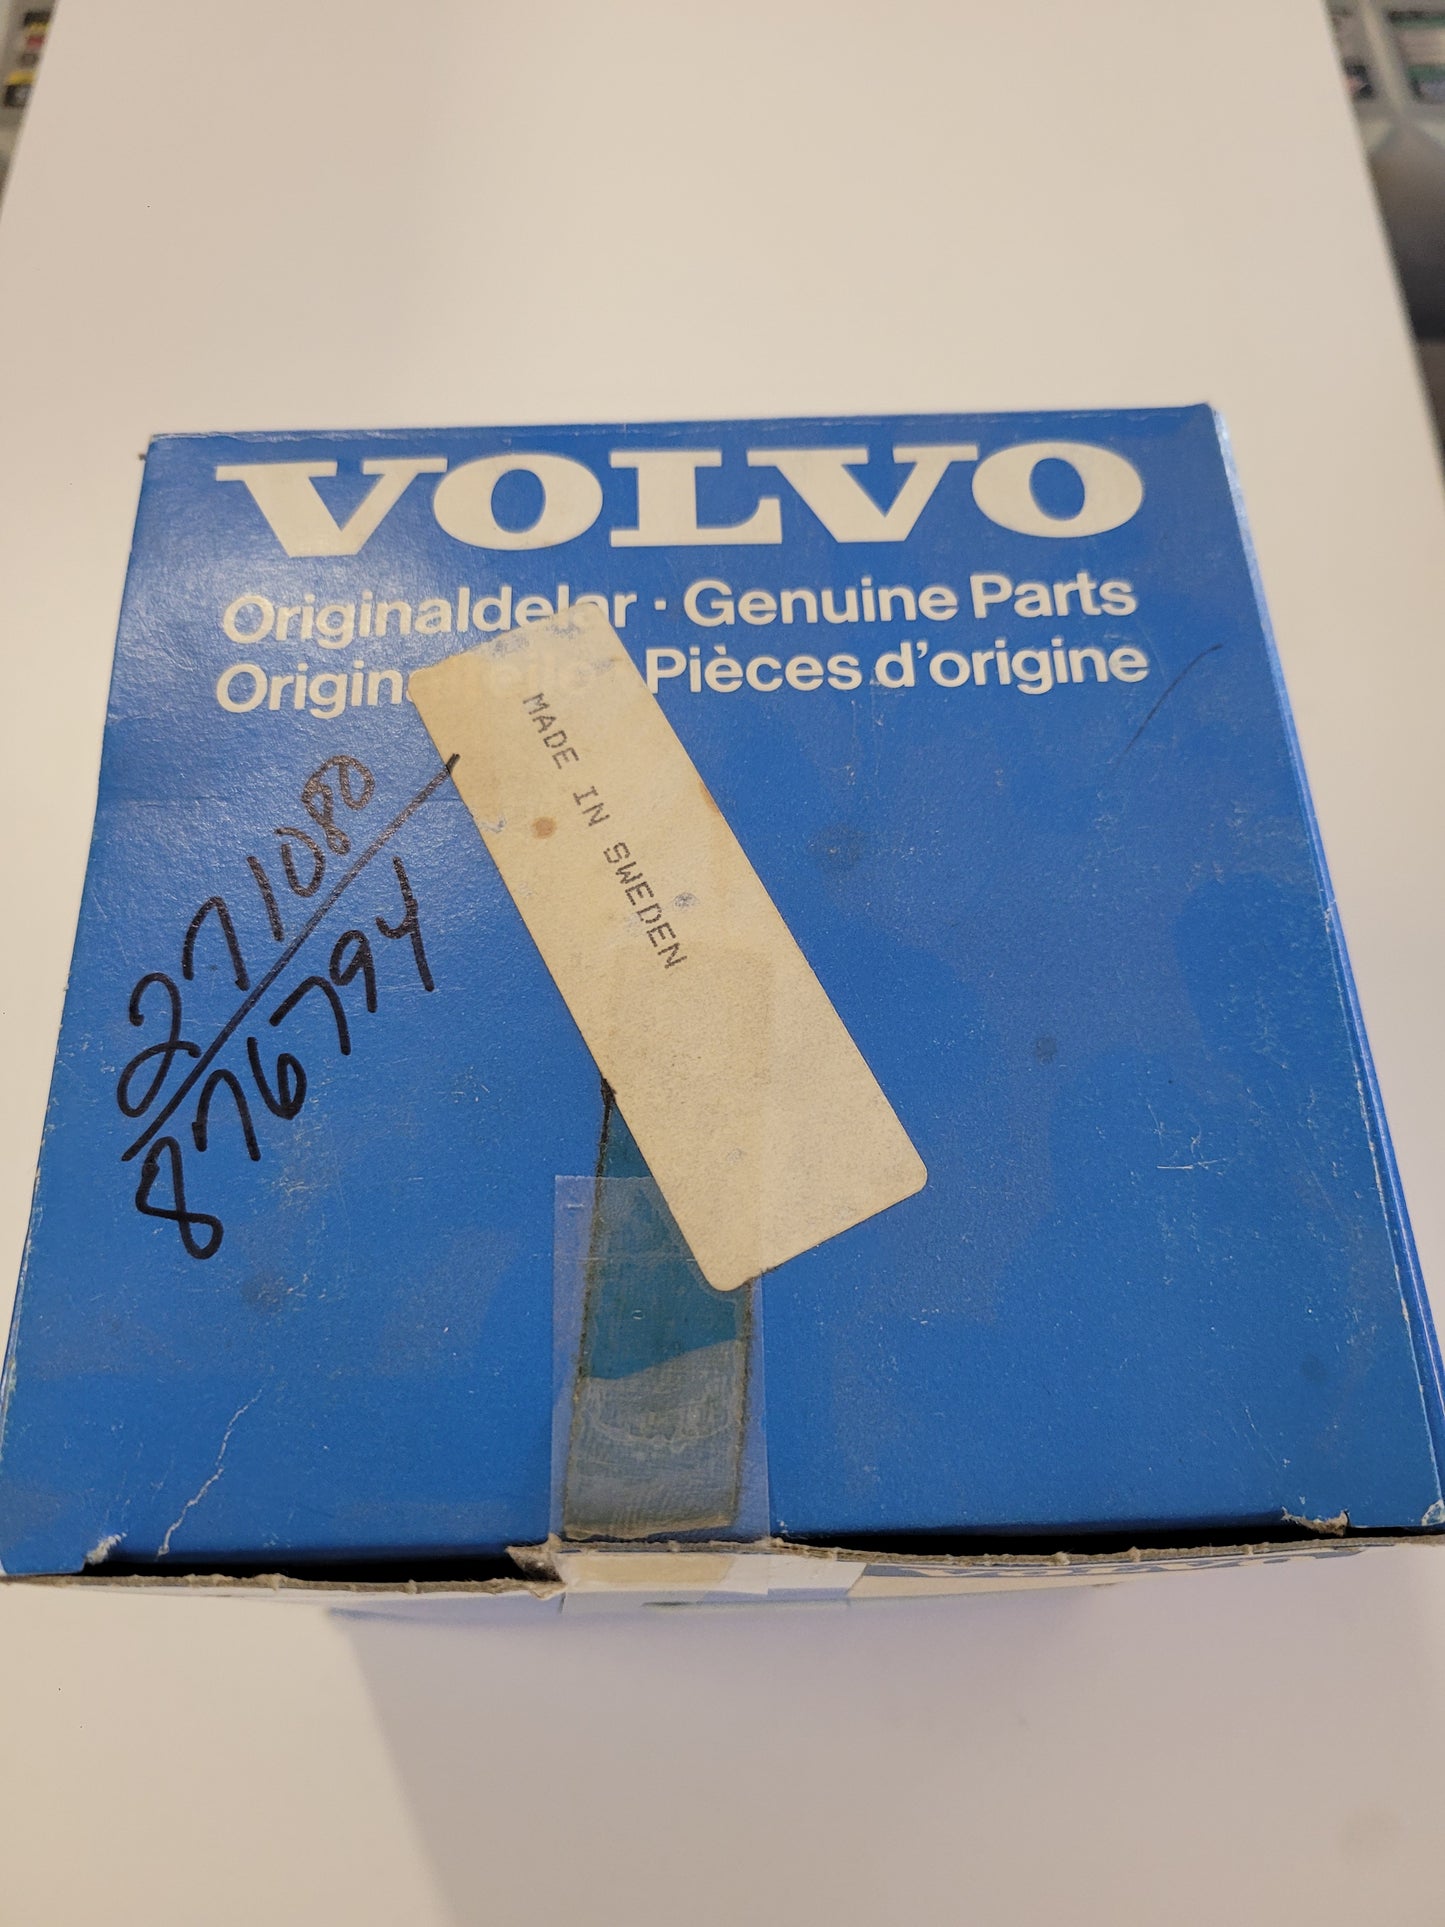 VOLVO
Originaldelar · Genuine Parts
Pièces d'origine
MADE IN SWEDEN
271080
876794